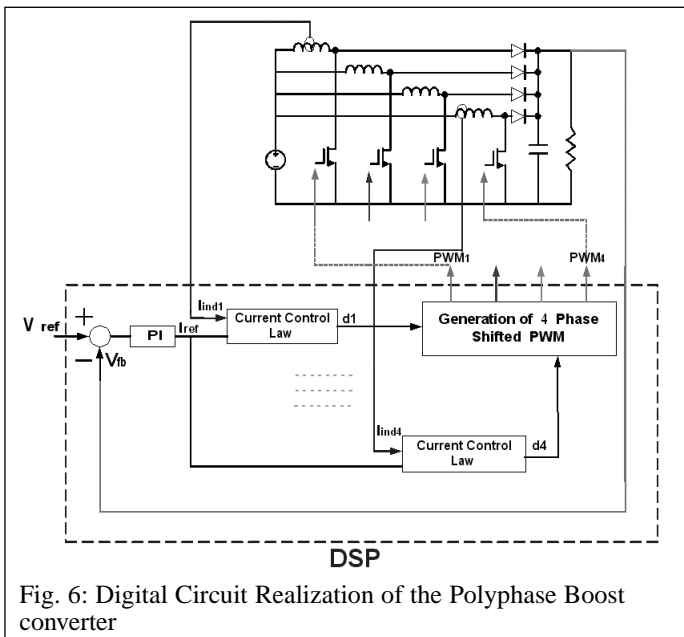 PWM1
PWM4
V ref
+
−
Vfb
PI
Iref
Iind1
Current Control
Law
d1
Generation of 4 Phase
Shifted PWM
Iind4
Current Control
Law
d4
DSP
Fig. 6: Digital Circuit Realization of the Polyphase Boost
converter